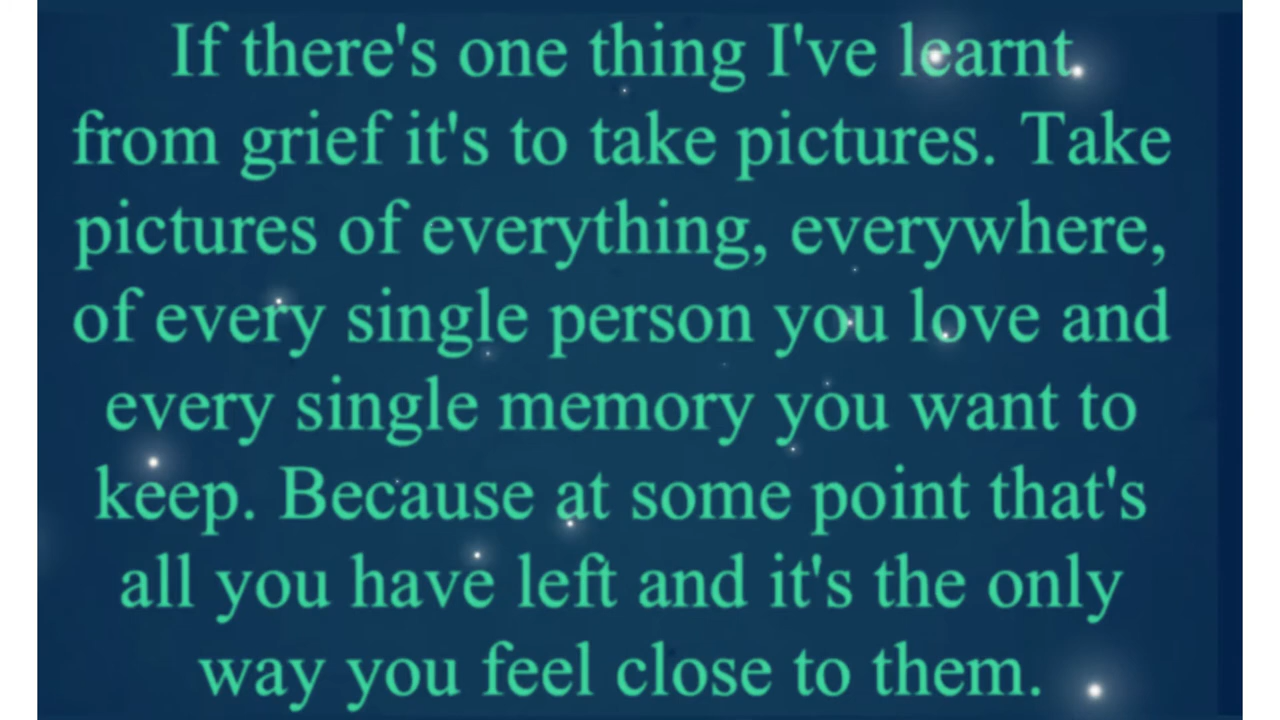 If there's one thing I've learnt
from grief it's to take pictures. Take
pictures of everything, everywhere,
of every single person you love and
every single memory you want to
keep. Because at some point that's
all you have left and it's the only
way you feel close to them.